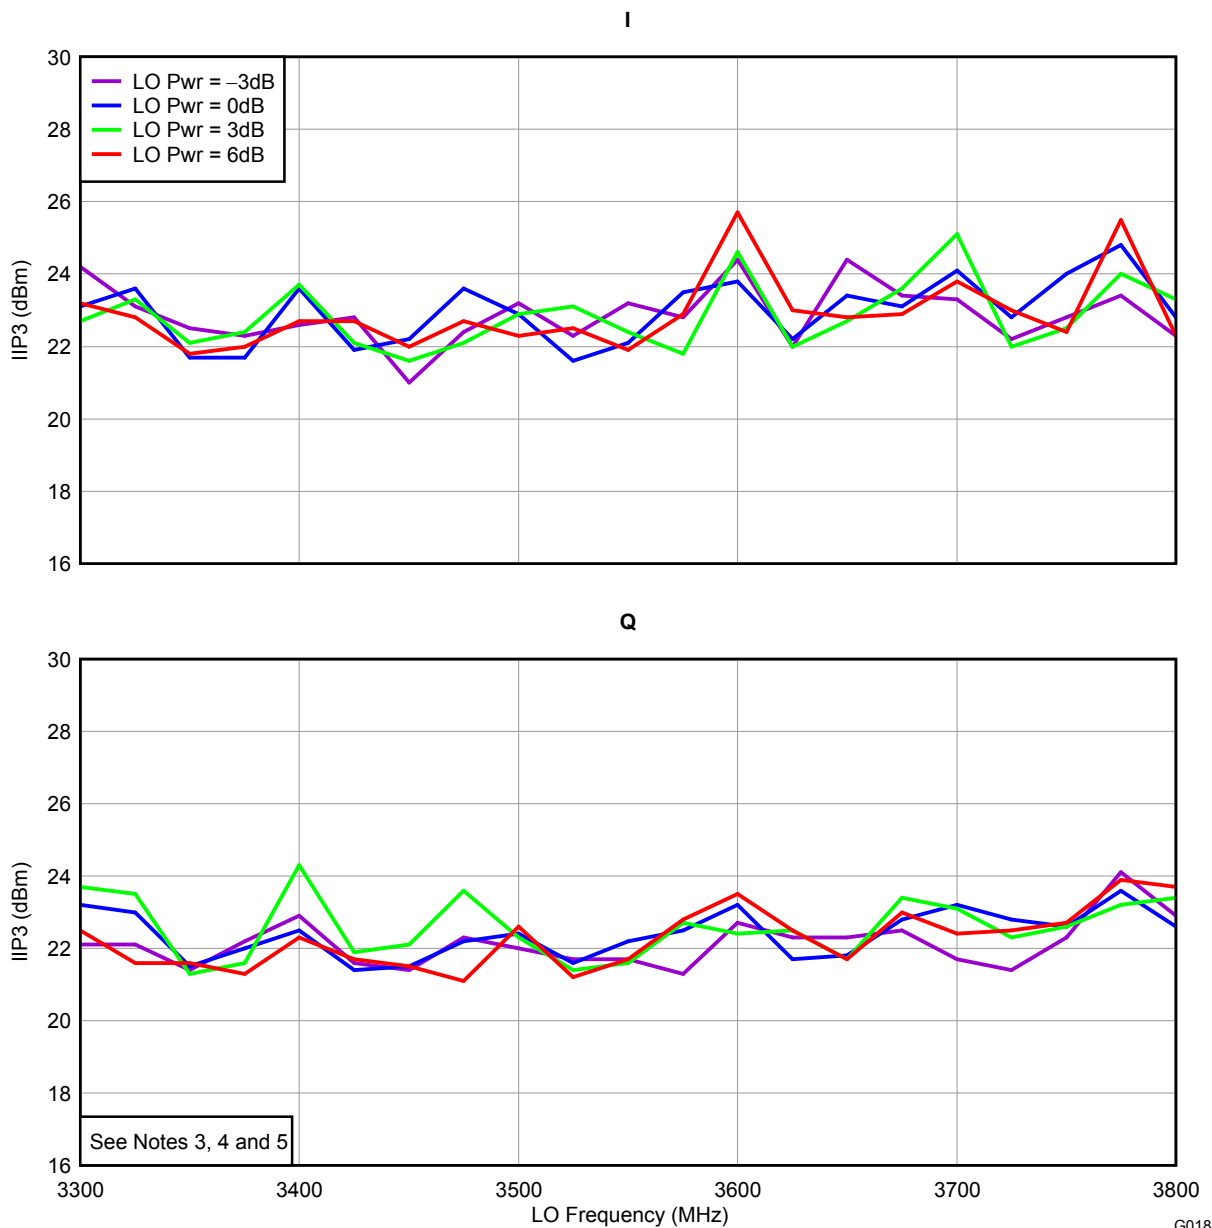 I
30
28
26
24
22
20
18
16
IIP3 (dBm)
LO Pwr = –3dB
LO Pwr = 0dB
LO Pwr = 3dB
LO Pwr = 6dB
Q
30
28
26
24
22
20
18
16
IIP3 (dBm)
See Notes 3, 4 and 5
3300 3400 3500 3600 3700 3800
LO Frequency (MHz)
G018